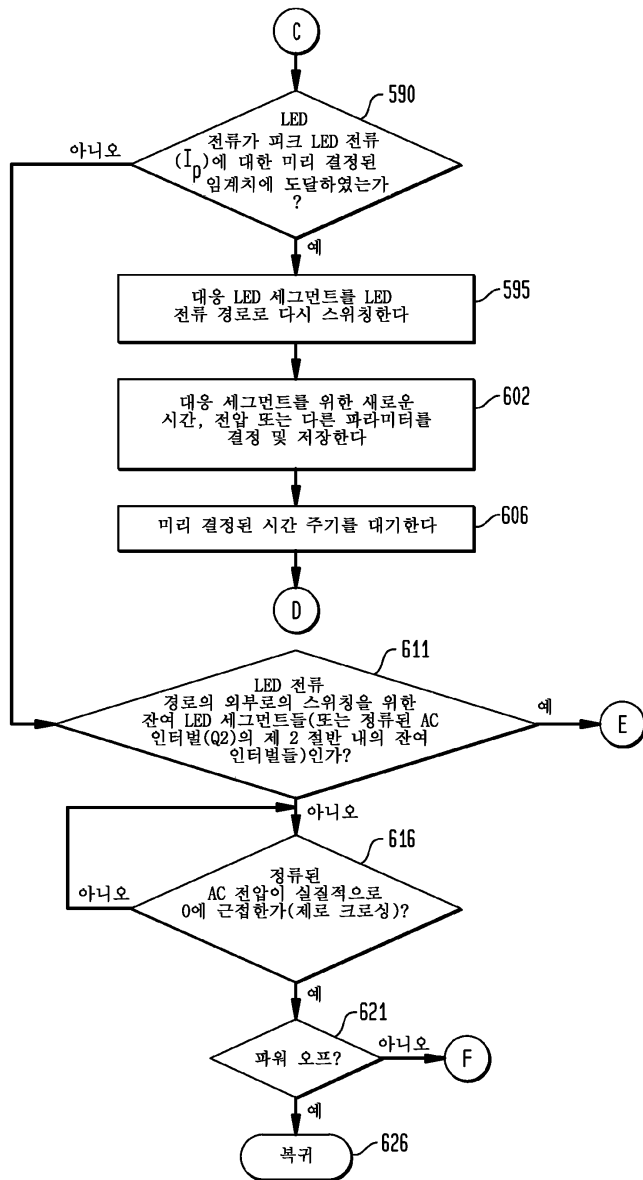 C
590
LED
전류가 피크 LED 전류
(Ip)에 대한 미리 결정된
임계치에 도달하였는가
?
아니오
예
대응 LED 세그먼트를 LED
전류 경로로 다시 스위칭한다
595
대응 세그먼트를 위한 새로운
시간, 전압 또는 다른 파라미터를
결정 및 저장한다
602
미리 결정된 시간 주기를 대기한다
606
D
611
LED 전류
경로의 외부로의 스위칭을 위한
잔여 LED 세그먼트들(또는 정류된 AC
인터벌(Q2)의 제 2 절반 내의 잔여
인터벌들)인가?
예
E
아니오
616
정류된
AC 전압이 실질적으로
0에 근접한가(제로 크로싱)?
아니오
예
621
파워 오프?
아니오
F
예
복귀
626